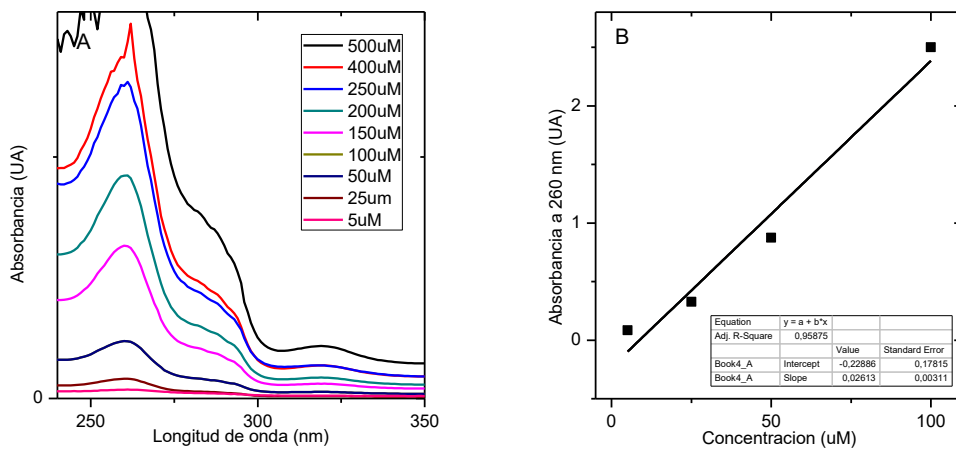 A
500uM
400uM
250uM
200uM
150uM
100uM
50uM
25um
5uM
Absorbancia (UA)
0
250
300
350
Longitud de onda (nm)
B
Absorbancia a 260 nm (UA)
2
1
0
Equation y = a + b*x
Adj. R-Square 0,95875
Value Standard Error
Book4_A Intercept -0,22886 0,17815
Book4_A Slope 0,02613 0,00311
0
50
100
Concentracion (uM)